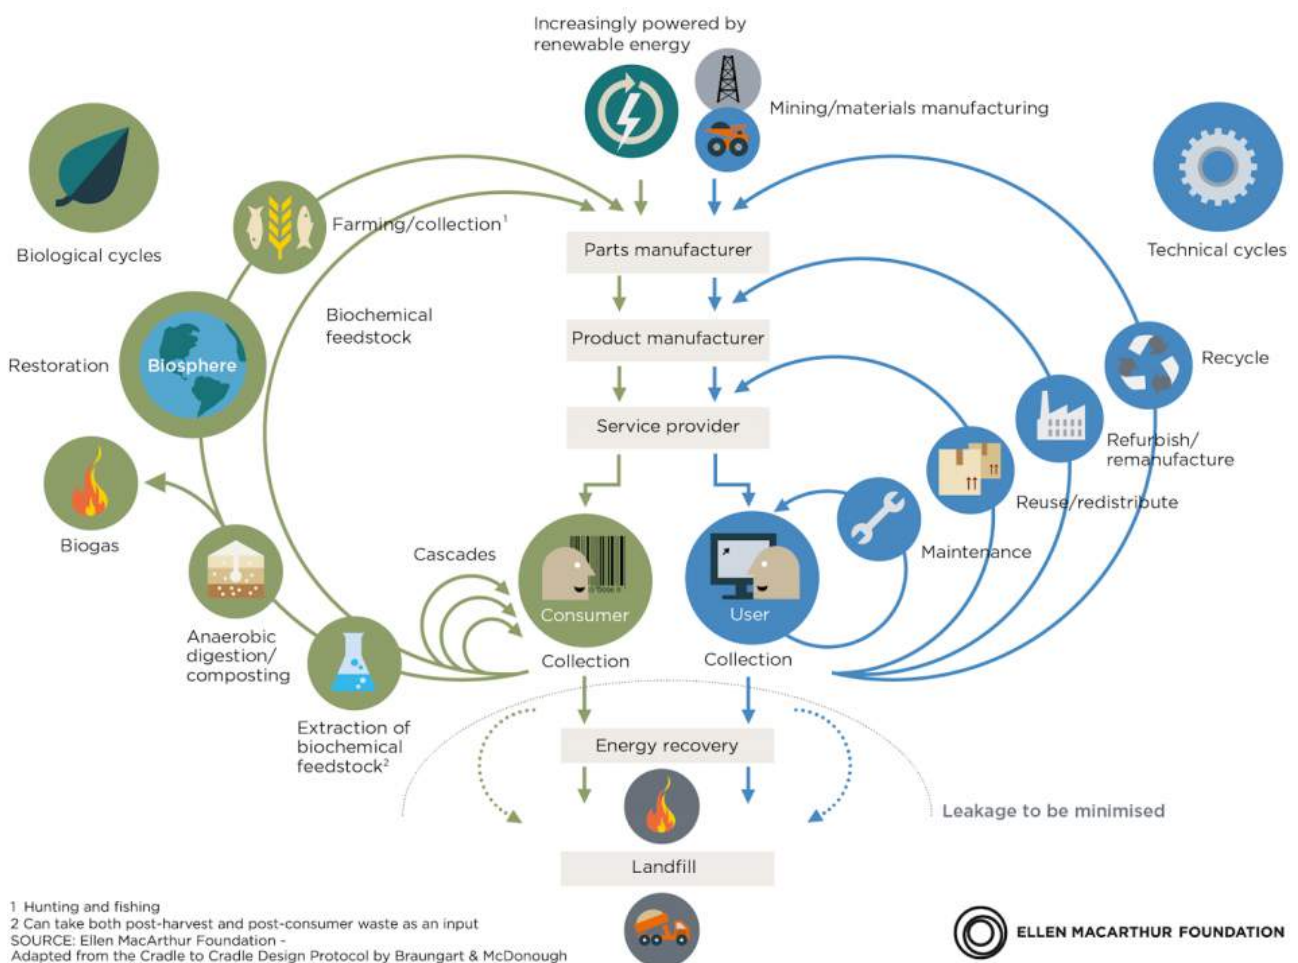 Increasingly powered by
renewable energy
Mining/materials manufacturing
Biological cycles
Farming/collection¹
Technical cycles
Parts manufacturer
Biochemical
feedstock
Product manufacturer
Restoration
Biosphere
Recycle
Service provider
Refurbish/
remanufacture
Reuse/redistribute
Biogas
Cascades
Maintenance
Consumer
User
Anaerobic
digestion/
composting
Collection
Collection
Extraction of
biochemical
feedstock²
Energy recovery
Leakage to be minimised
Landfill
1 Hunting and fishing
2 Can take both post-harvest and post-consumer waste as an input
SOURCE: Ellen MacArthur Foundation -
Adapted from the Cradle to Cradle Design Protocol by Braungart & McDonough
ELLEN MACARTHUR FOUNDATION